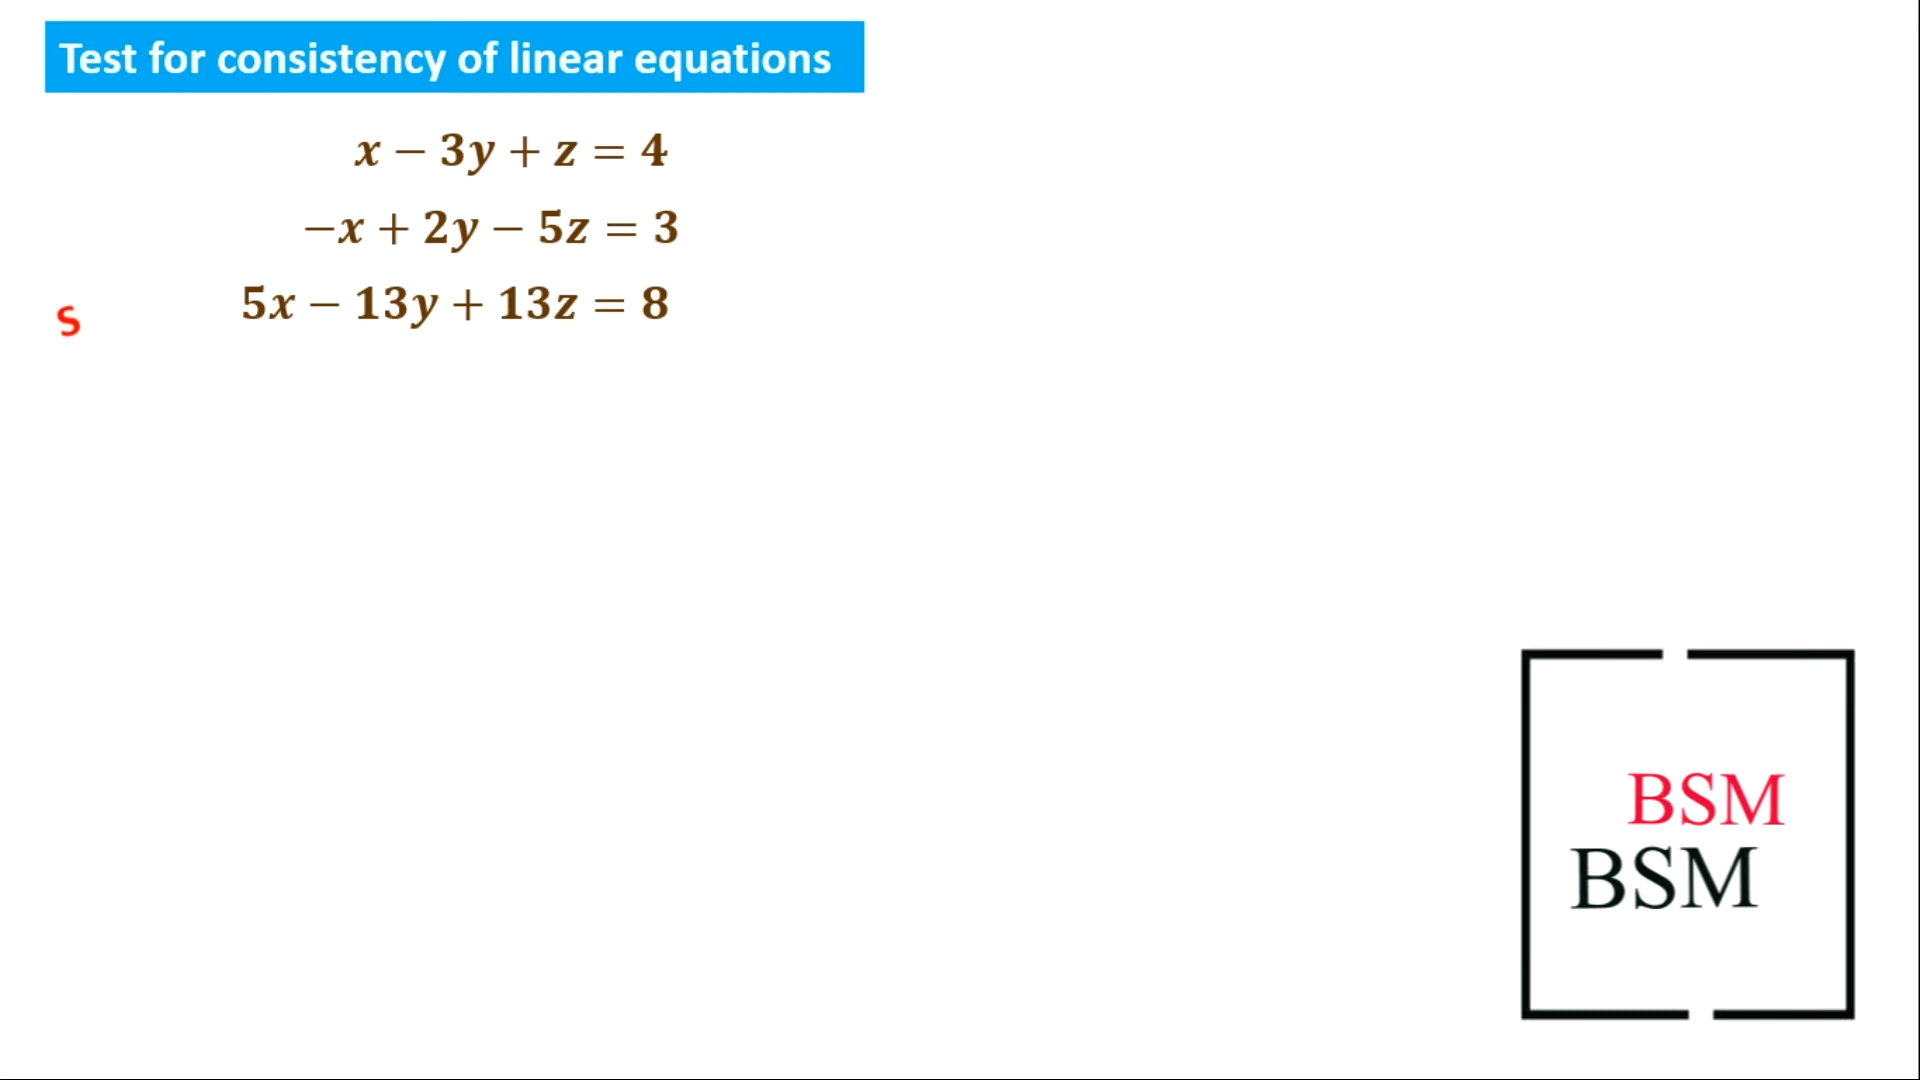 Test for consistency of linear equations
x − 3y + z = 4
−x + 2y − 5z = 3
5x − 13y + 13z = 8
S
BSM
BSM